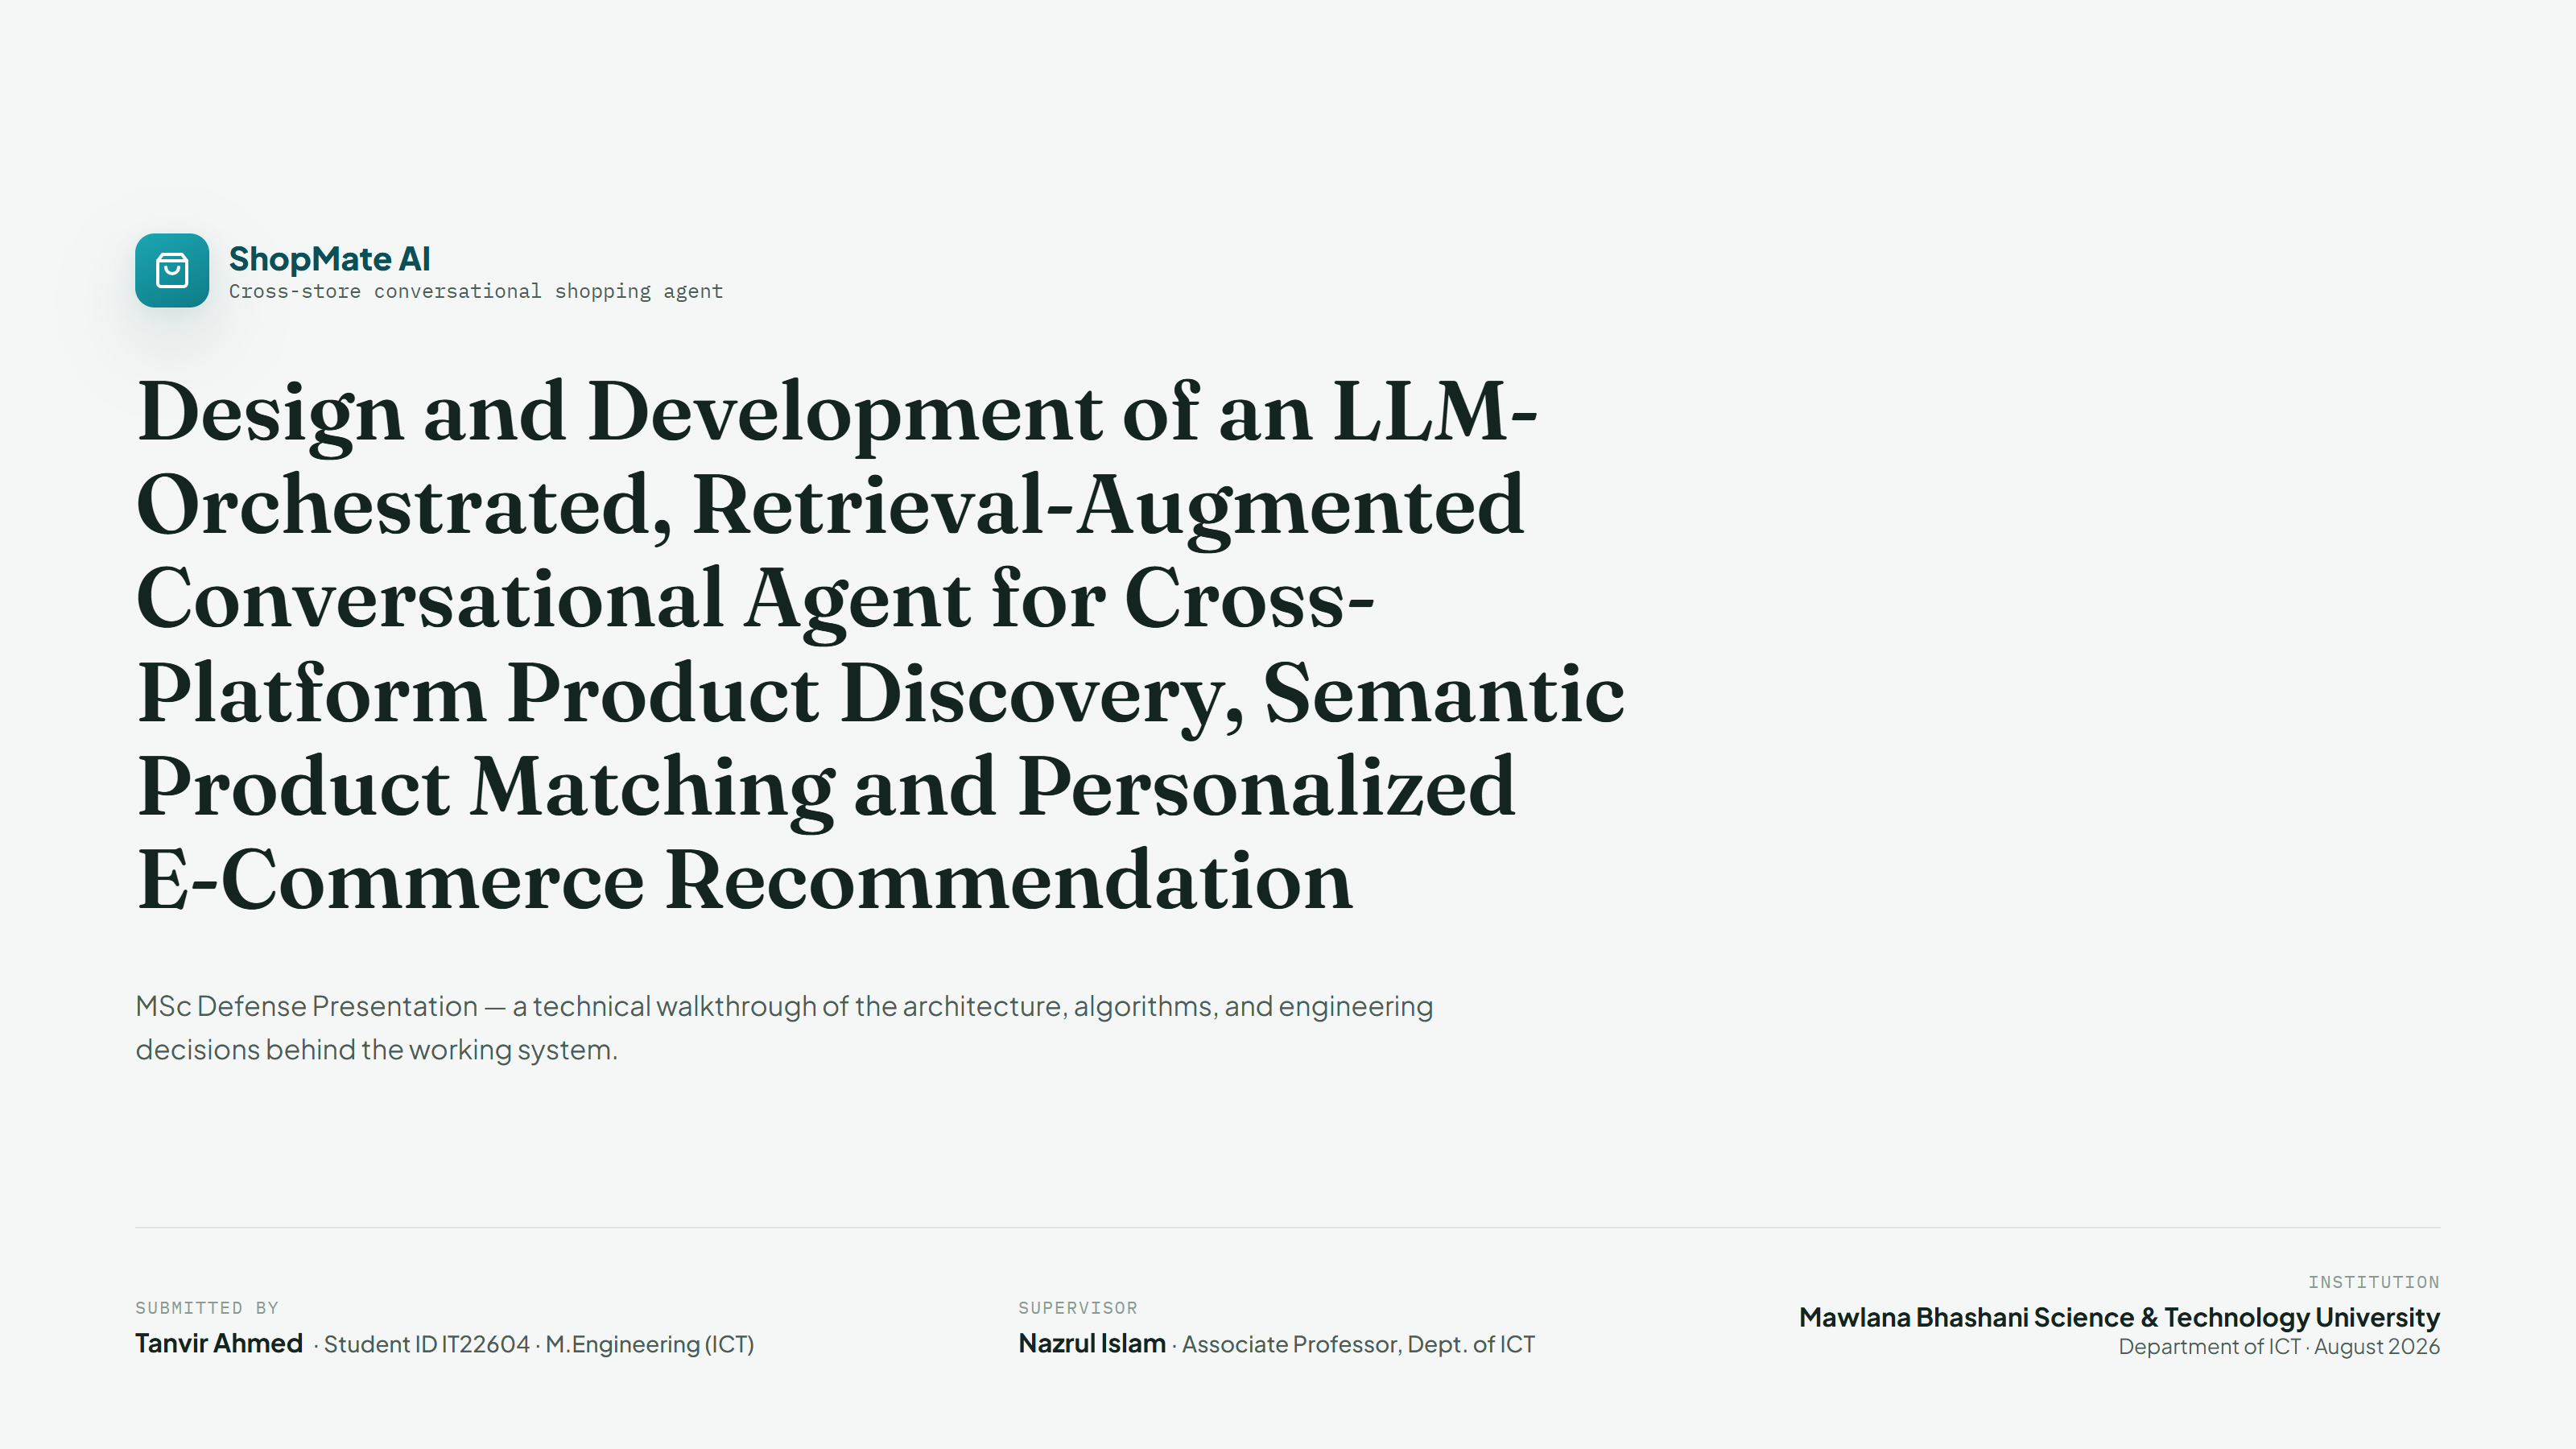 ShopMate AI
Cross-store conversational shopping agent
Design and Development of an LLM-
Orchestrated, Retrieval-Augmented
Conversational Agent for Cross-
Platform Product Discovery, Semantic
Product Matching and Personalized
E-Commerce Recommendation
MSc Defense Presentation — a technical walkthrough of the architecture, algorithms, and engineering
decisions behind the working system.
SUBMITTED BY
Tanvir Ahmed · Student ID IT22604 · M.Engineering (ICT)
SUPERVISOR
Nazrul Islam · Associate Professor, Dept. of ICT
INSTITUTION
Mawlana Bhashani Science & Technology University
Department of ICT · August 2026